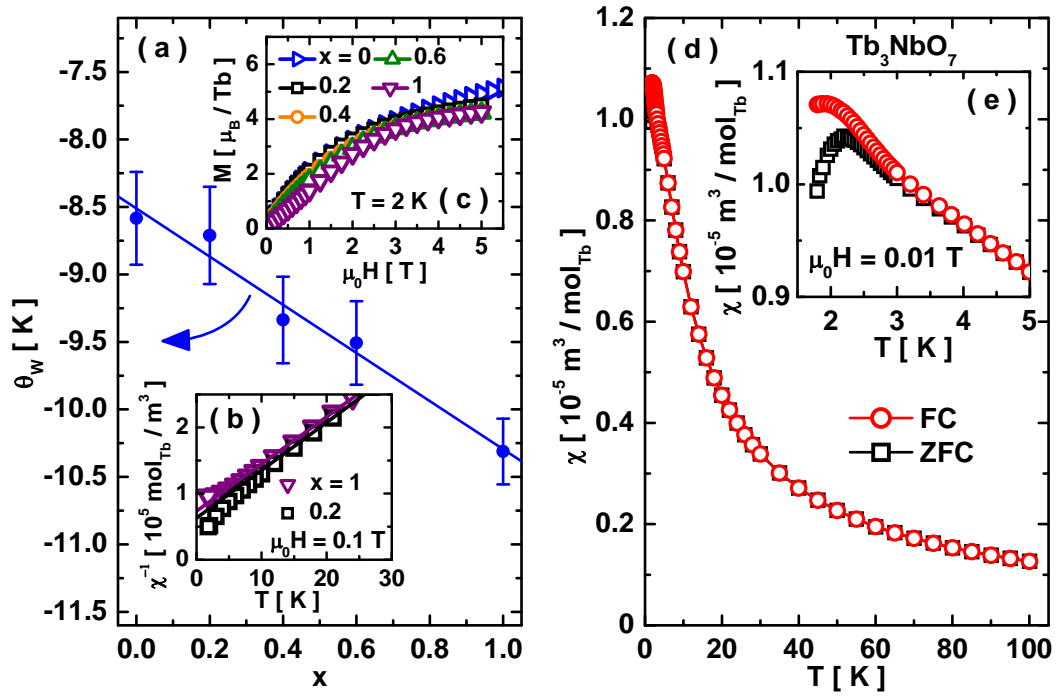 ( a )
-7.5
-8.0
-8.5
-9.0
-9.5
-10.0
-10.5
-11.0
-11.5
θW [ K ]
0.0 0.2 0.4 0.6 0.8 1.0
x
x = 0 0.6
0.2 1
0.4
T = 2 K ( c )
M [ μB / Tb ]
6
4
2
0
0 1 2 3 4 5
μ0H [ T ]
( b )
χ-1 [ 10^5 molTb / m^3 ]
2
1
0
x = 1
0.2
μ0H = 0.1 T
0 10 20 30
T [ K ]
( d )
Tb3NbO7
χ [ 10^-5 m^3 / molTb ]
1.2
1.0
0.8
0.6
0.4
0.2
0
FC
ZFC
0 20 40 60 80 100
T [ K ]
( e )
χ [ 10^-5 m^3 / molTb ]
1.1
1.0
0.9
μ0H = 0.01 T
2 3 4 5
T [ K ]